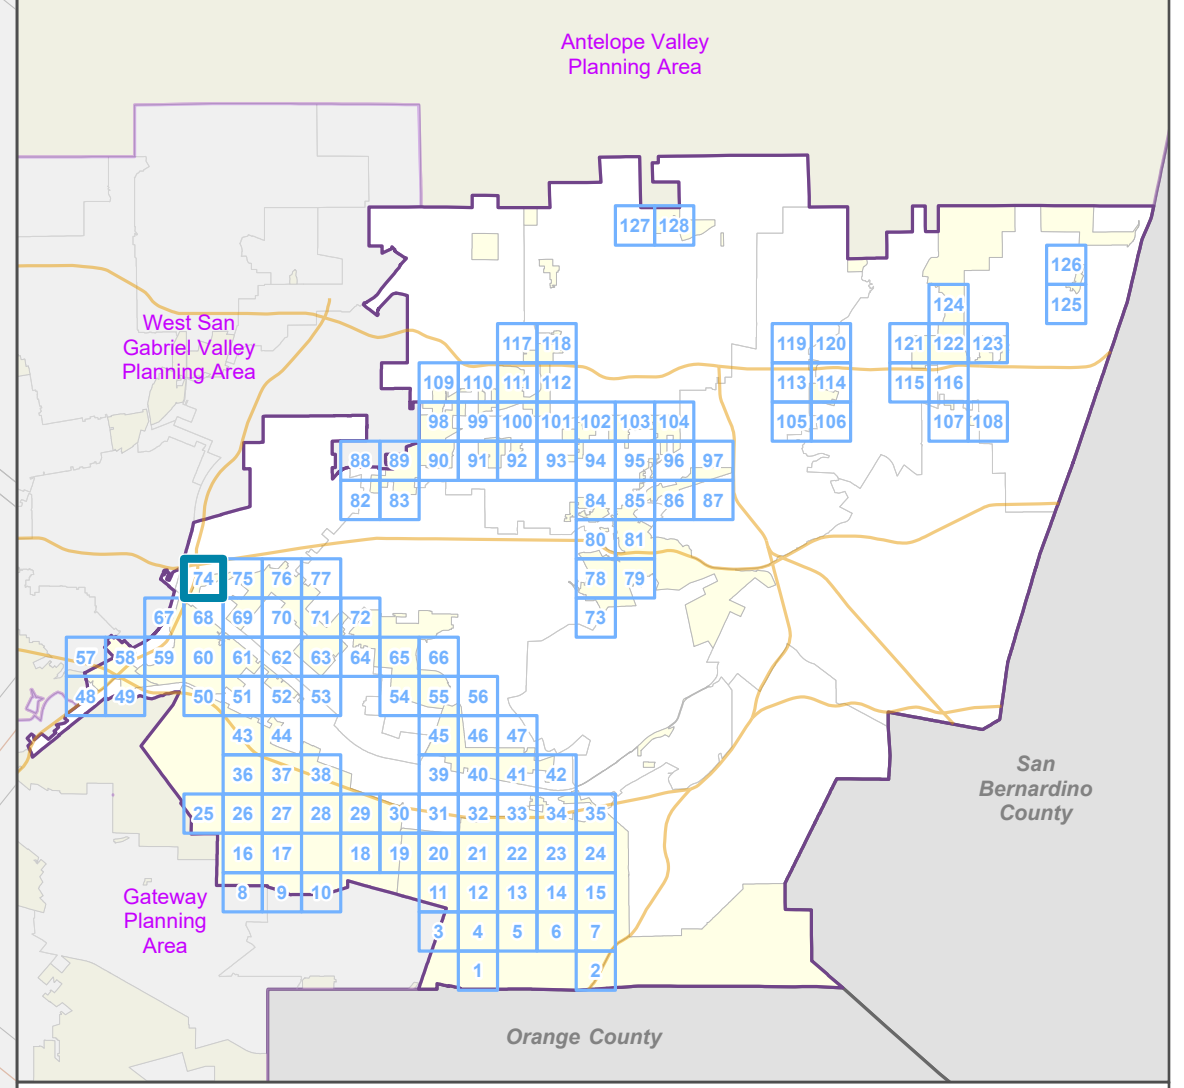 Antelope Valley
Planning Area
127 128
126
124
125
West San
Gabriel Valley
Planning Area
117 118
119 120
121 122 123
109 110 111 112
113 114
115 116
98 99 100 101 102 103 104
105 106
107 108
88 89 90 91 92 93 94 95 96 97
82 83
84 85 86 87
80 81
74 75 76 77
78 79
67 68 69 70 71 72
73
57 58 59 60 61 62 63 64 65 66
48 49 50 51 52 53 54 55 56
43 44 45 46 47
36 37 38 39 40 41 42
San
Bernardino
County
25 26 27 28 29 30 31 32 33 34 35
16 17 18 19 20 21 22 23 24
8 9 10 11 12 13 14 15
Gateway
Planning
Area
3 4 5 6 7
1 2
Orange County